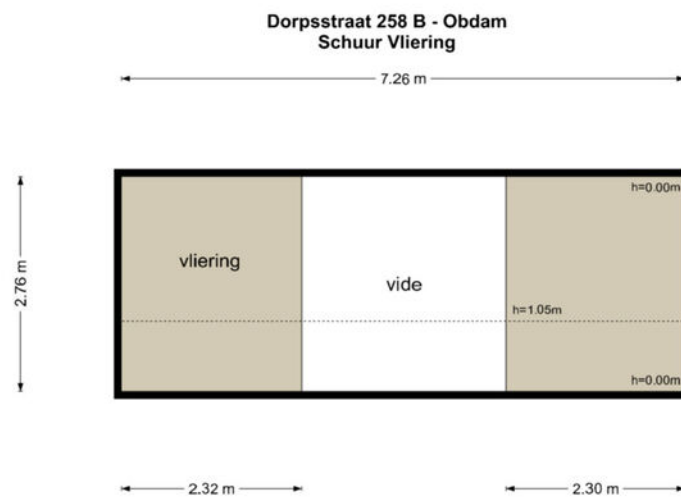 Dorpsstraat 258 B - Obdam
Schuur Vliering
7.26 m
h=0.00m
vliering
2.76 m
vide
h=1.05m
h=0.00m
2.32 m
2.30 m